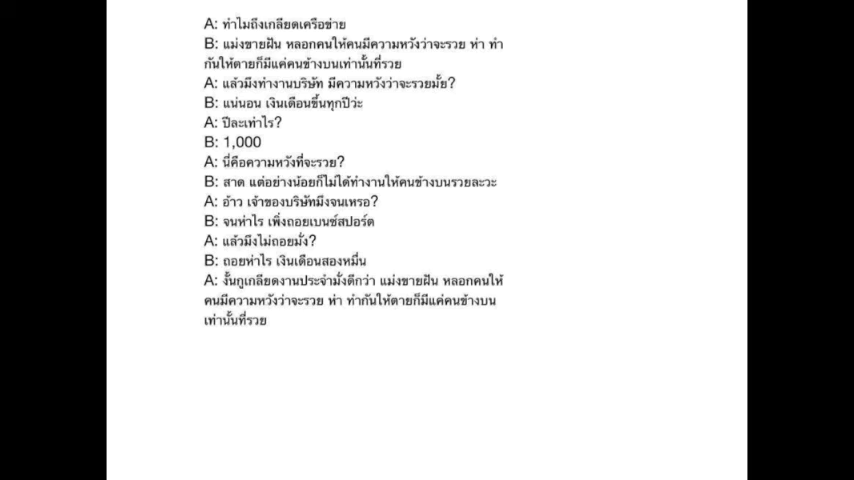 A: ทำไมถึงเกลียดเครือข่าย
B: แม่งขายฝัน หลอกคนให้คนมีความหวังว่าจะรวย ห่า ทำ
กันให้ตายก็มีแค่คนข้างบนเท่านั้นที่รวย
A: แล้วมึงทำงานบริษัท มีความหวังว่าจะรวยมั้ย?
B: แน่นอน เงินเดือนขึ้นทุกปีว่ะ
A: ปีละเท่าไร?
B: 1,000
A: นี่คือความหวังที่จะรวย?
B: สาด แต่อย่างน้อยก็ไม่ได้ทำงานให้คนข้างบนรวยละวะ
A: อ้าว เจ้าของบริษัทมึงจนเหรอ?
B: จนห่าไร เพิ่งถอยเบนซ์สปอร์ต
A: แล้วมึงไม่ถอยมั่ง?
B: ถอยห่าไร เงินเดือนสองหมื่น
A: งั้นกูเกลียดงานประจำมั่งดีกว่า แม่งขายฝัน หลอกคนให้
คนมีความหวังว่าจะรวย ห่า ทำกันให้ตายก็มีแค่คนข้างบน
เท่านั้นที่รวย